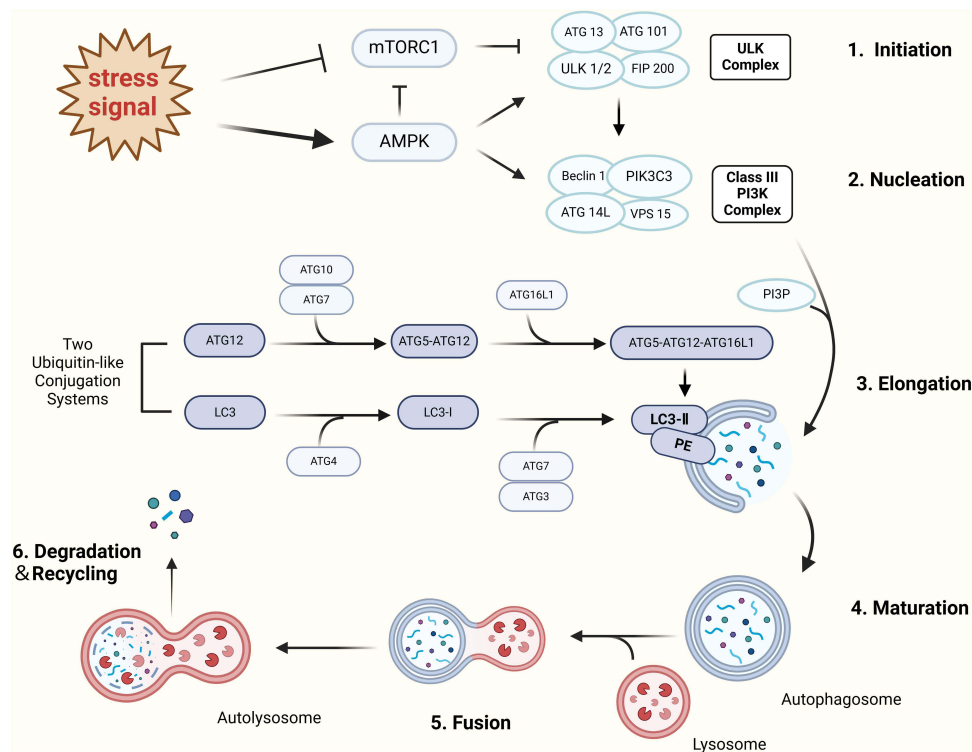 stress
signal
mTORC1
AMPK
ATG 13
ATG 101
ULK 1/2
FIP 200
ULK
Complex
1. Initiation
Beclin 1
PIK3C3
ATG 14L
VPS 15
Class III
PI3K
Complex
2. Nucleation
PI3P
ATG10
ATG7
ATG16L1
Two
Ubiquitin-like
Conjugation
Systems
ATG12
ATG5-ATG12
ATG5-ATG12-ATG16L1
3. Elongation
LC3
LC3-I
LC3-Ⅱ
PE
ATG4
ATG7
ATG3
6. Degradation
&Recycling
4. Maturation
Autophagosome
Autolysosome
5. Fusion
Lysosome